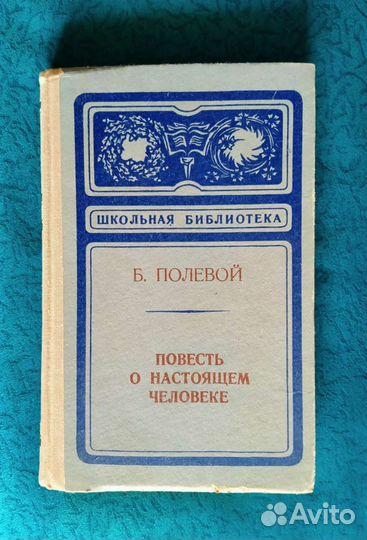 ШКОЛЬНАЯ БИБЛИОТЕКА
Б. ПОЛЕВОЙ
ПОВЕСТЬ
О НАСТОЯЩЕМ
ЧЕЛОВЕКЕ
Avito